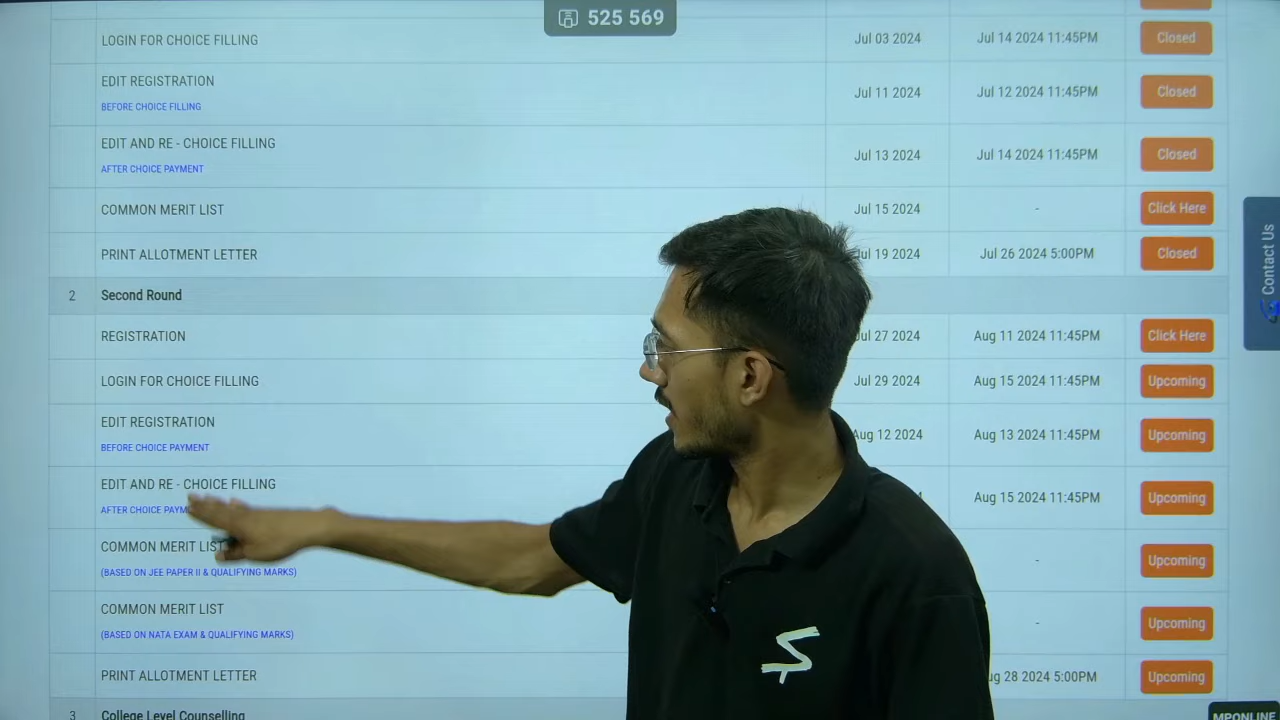 525 569
LOGIN FOR CHOICE FILLING Jul 03 2024 Jul 14 2024 11:45PM Closed
EDIT REGISTRATION Jul 11 2024 Jul 12 2024 11:45PM Closed
BEFORE CHOICE FILLING
EDIT AND RE - CHOICE FILLING Jul 13 2024 Jul 14 2024 11:45PM Closed
AFTER CHOICE PAYMENT
COMMON MERIT LIST Jul 15 2024 - Click Here
PRINT ALLOTMENT LETTER Jul 19 2024 Jul 26 2024 5:00PM Closed
2 Second Round
REGISTRATION Jul 27 2024 Aug 11 2024 11:45PM Click Here
LOGIN FOR CHOICE FILLING Jul 29 2024 Aug 15 2024 11:45PM Upcoming
EDIT REGISTRATION Aug 12 2024 Aug 13 2024 11:45PM Upcoming
BEFORE CHOICE PAYMENT
EDIT AND RE - CHOICE FILLING Aug 15 2024 11:45PM Upcoming
AFTER CHOICE
COMMON MERIT LIST - Upcoming
(BASED ON JEE PAPER II & QUALIFYING MARKS)
COMMON MERIT LIST - Upcoming
(BASED ON NATA EXAM & QUALIFYING MARKS)
PRINT ALLOTMENT LETTER 28 2024 5:00PM Upcoming
3 College Level Counselling
Contact Us
MPONLINE